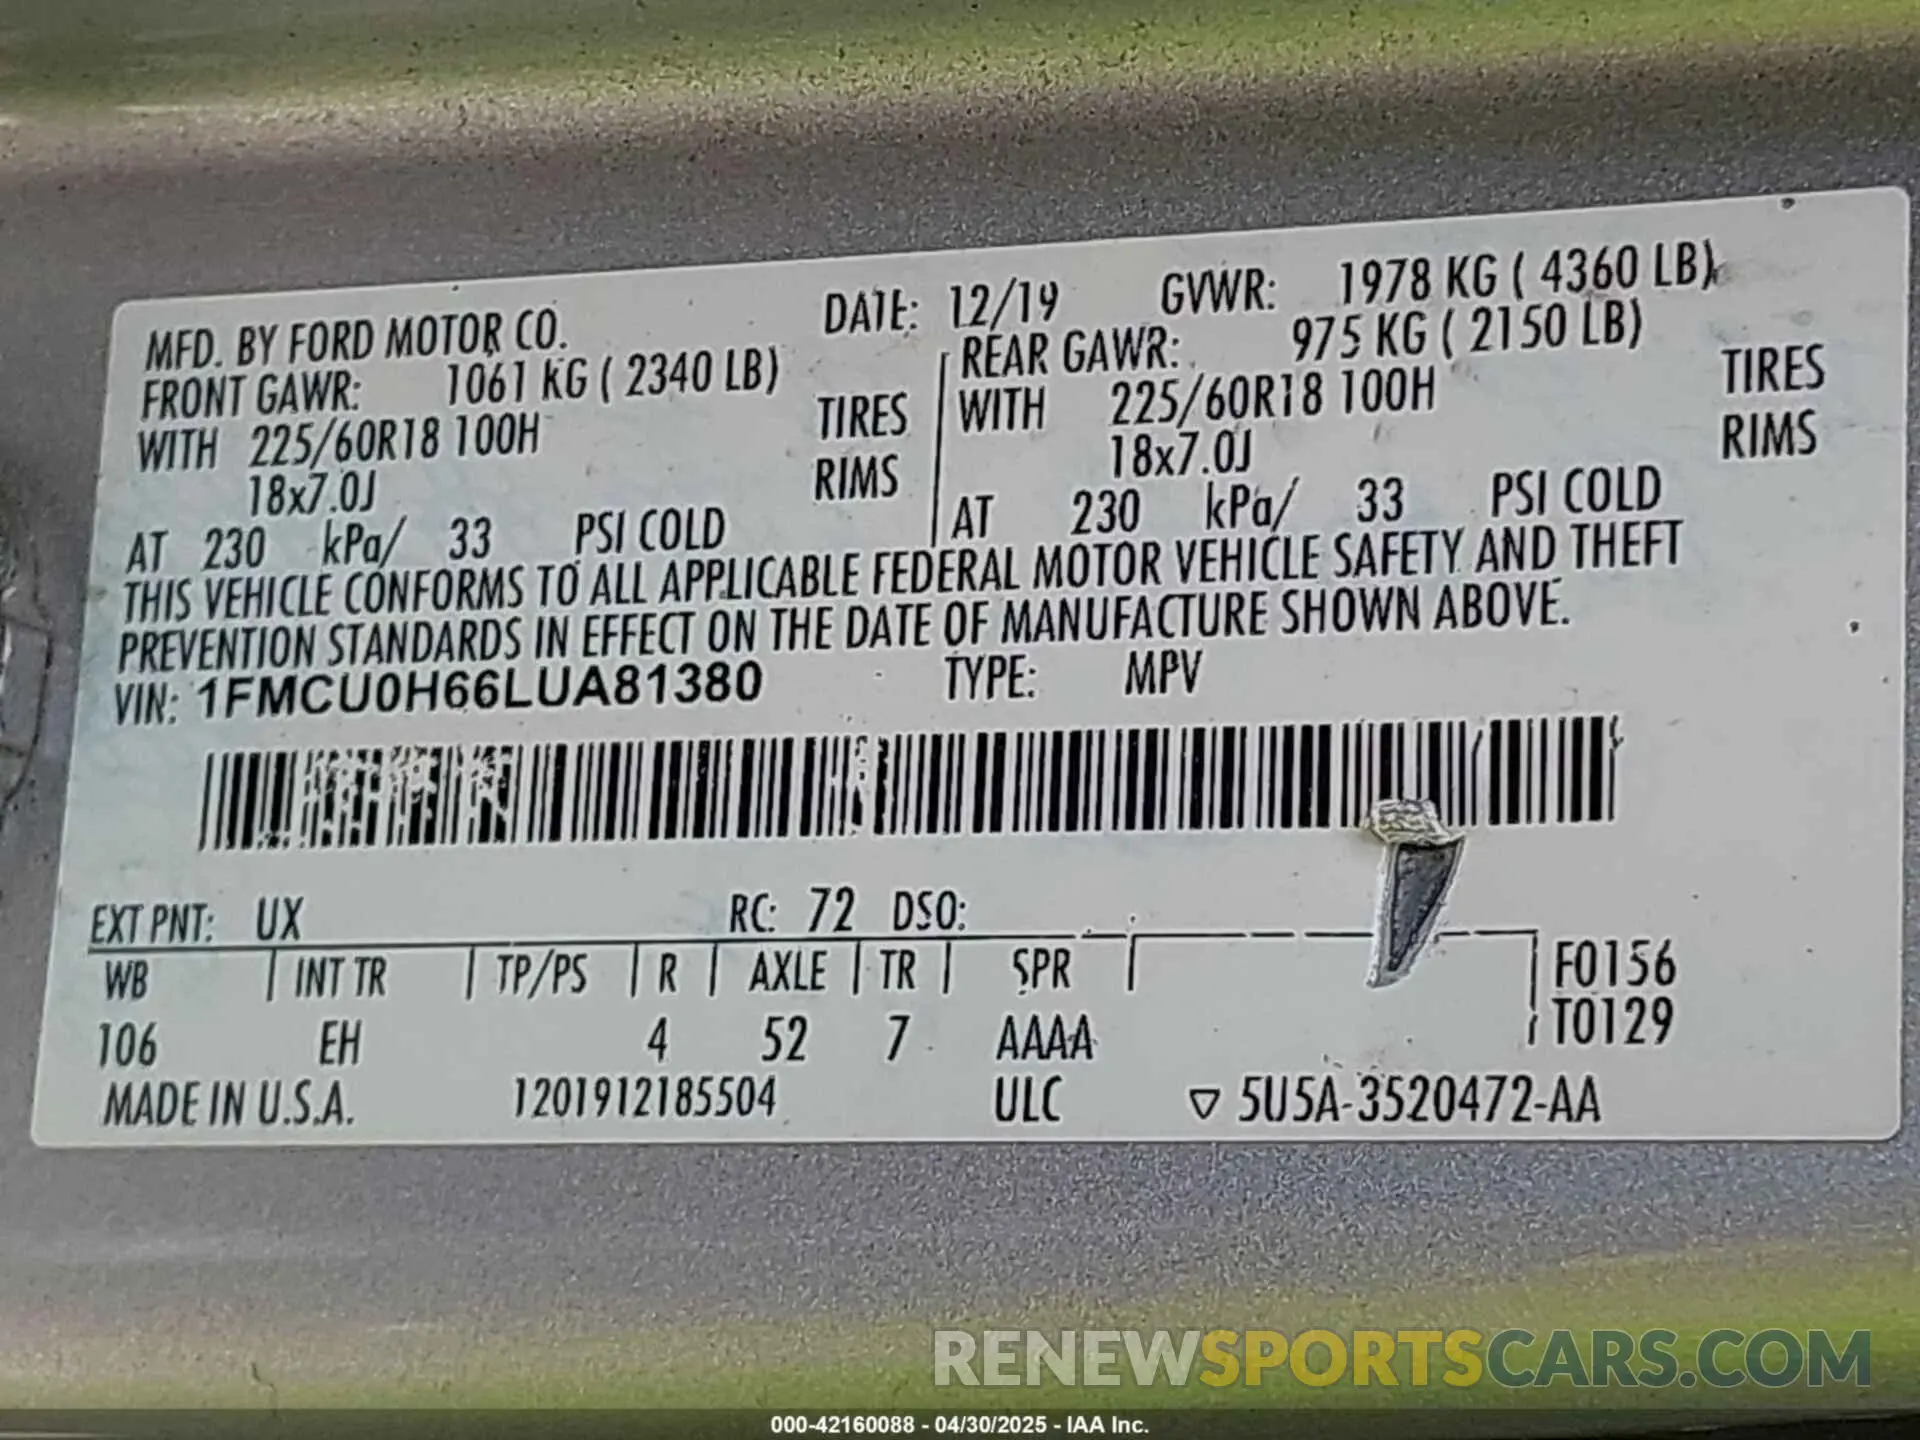 MFD. BY FORD MOTOR CO. DATE: 12/19 GVWR: 1978 KG ( 4360 LB)
FRONT GAWR: 1061 KG ( 2340 LB) REAR GAWR: 975 KG ( 2150 LB)
WITH 225/60R18 100H TIRES WITH 225/60R18 100H TIRES
18x7.0J RIMS 18x7.0J RIMS
AT 230 kPa/ 33 PSI COLD AT 230 kPa/ 33 PSI COLD
THIS VEHICLE CONFORMS TO ALL APPLICABLE FEDERAL MOTOR VEHICLE SAFETY AND THEFT
PREVENTION STANDARDS IN EFFECT ON THE DATE OF MANUFACTURE SHOWN ABOVE.
VIN: 1FMCU0H66LUA81380 TYPE: MPV
EXT PNT: UX RC: 72 DSO:
WB INT TR TP/PS R AXLE TR SPR F0156
106 EH 4 52 7 AAAA T0129
MADE IN U.S.A. 1201912185504 ULC ▽ 5U5A-3520472-AA
RENEWSPORTSCARS.COM
000-42160088 - 04/30/2025 - IAA Inc.